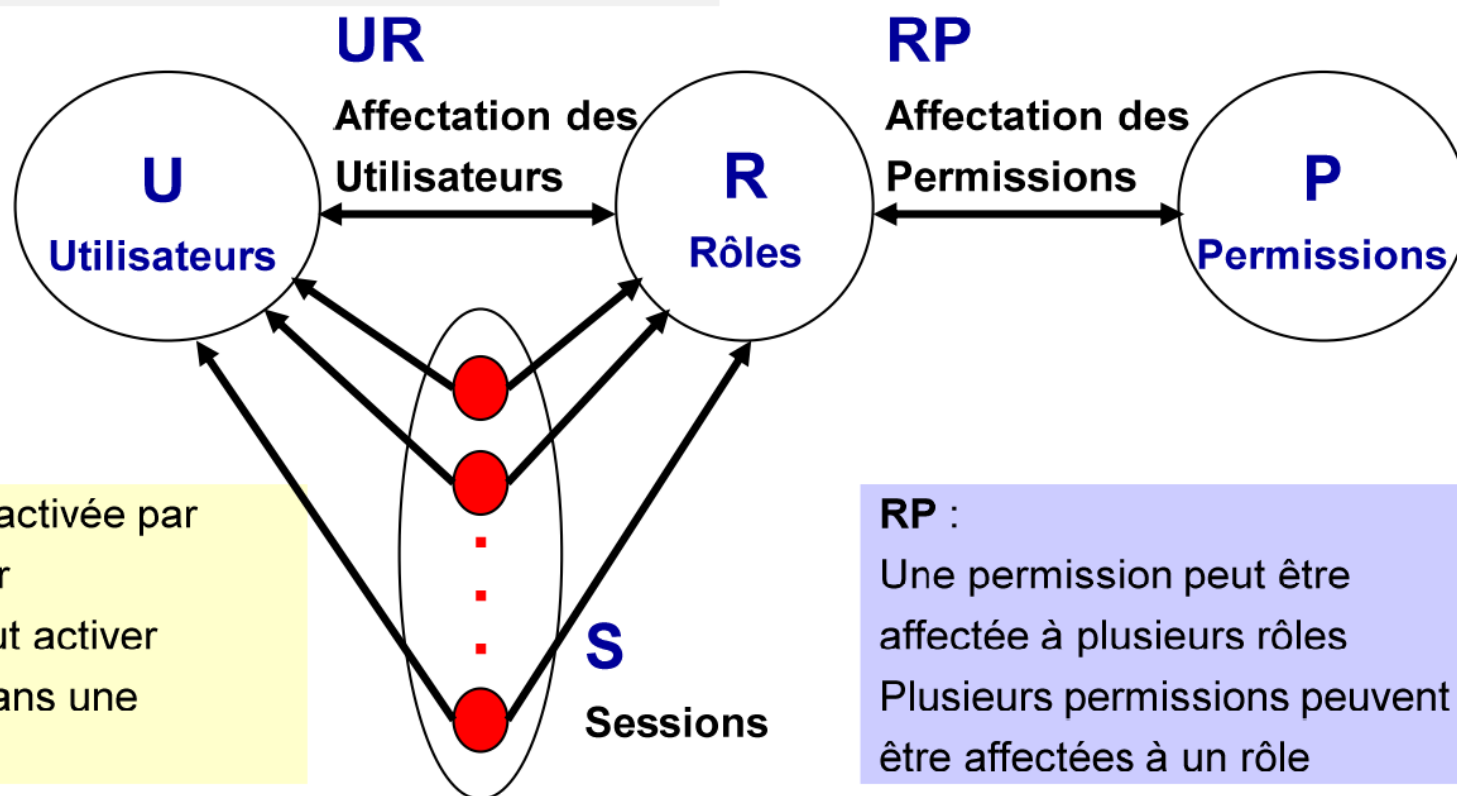 UR
RP
Affectation des
Utilisateurs
Affectation des
Permissions
U
Utilisateurs
R
Rôles
P
Permissions
activée par
r
ut activer
ans une
S
Sessions
RP :
Une permission peut être
affectée à plusieurs rôles
Plusieurs permissions peuvent
être affectées à un rôle